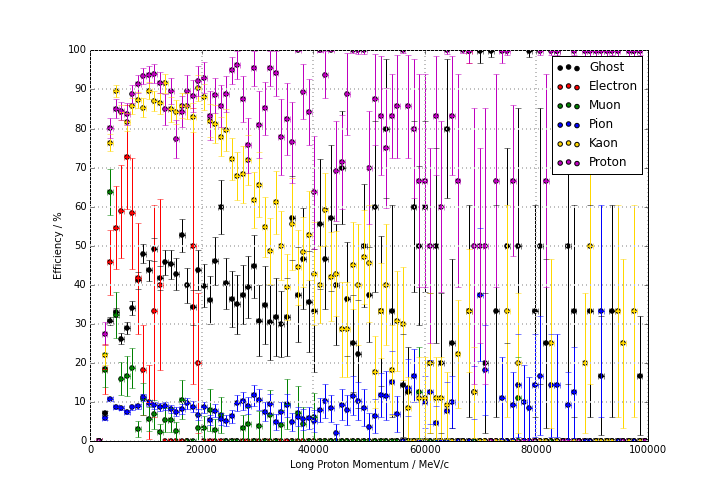 100
90
80
70
60
50
40
30
20
10
0
Efficiency / %
0
20000
40000
60000
80000
100000
Long Proton Momentum / MeV/c
Ghost
Electron
Muon
Pion
Kaon
Proton